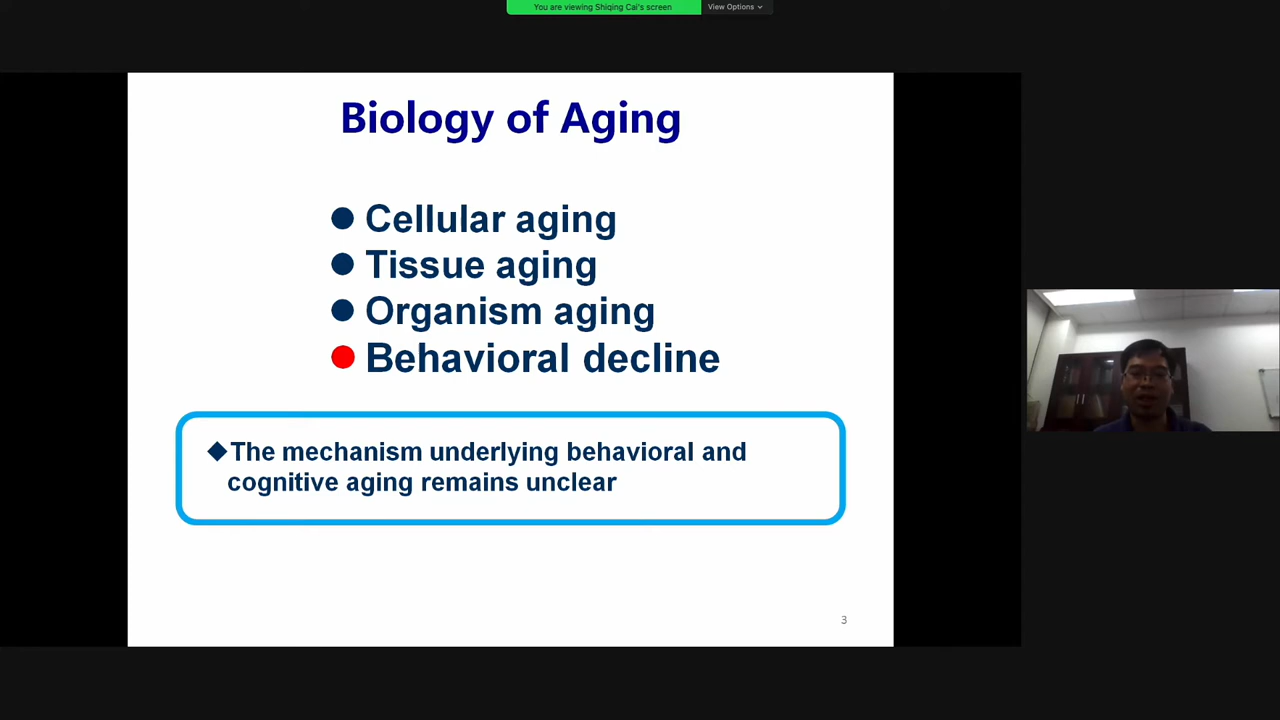 You are viewing Shiqing Cai's screen
View Options
Biology of Aging
Cellular aging
Tissue aging
Organism aging
Behavioral decline
The mechanism underlying behavioral and
cognitive aging remains unclear
3